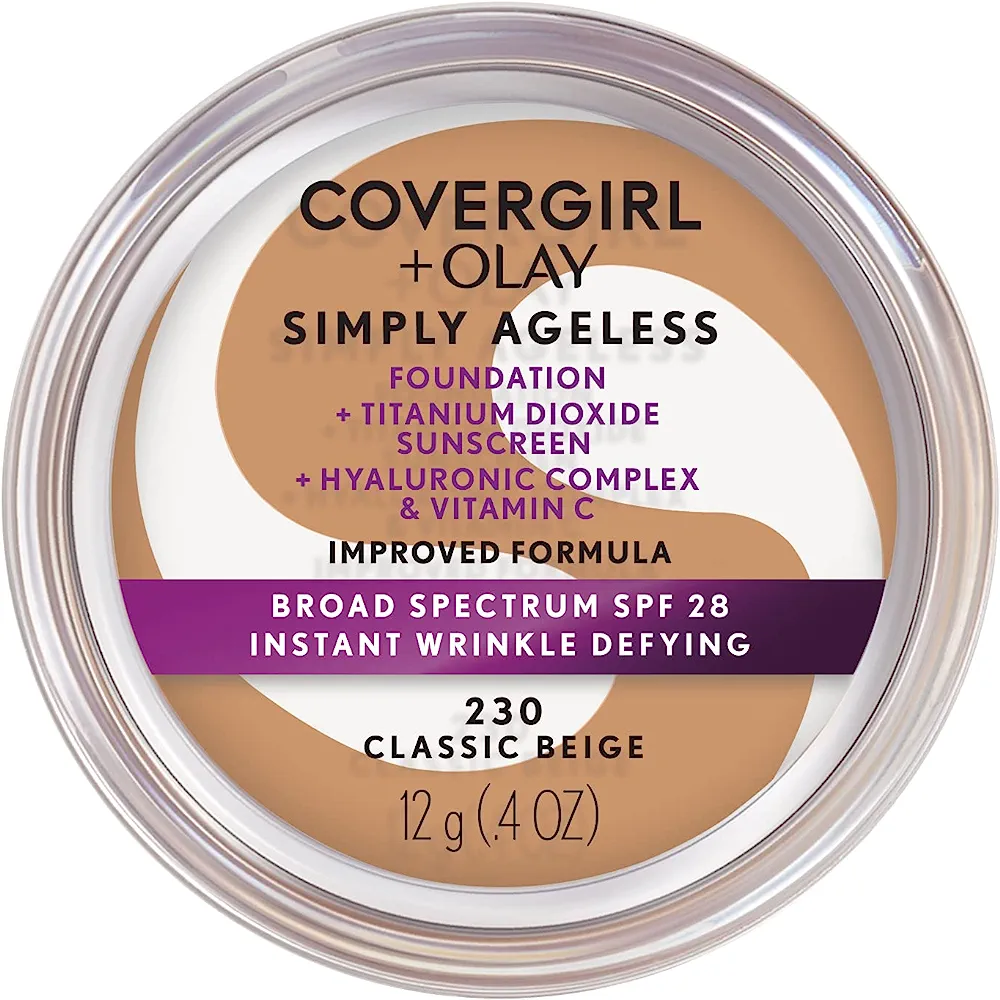 COVERGIRL
+OLAY
SIMPLY AGELESS
FOUNDATION
+ TITANIUM DIOXIDE
SUNSCREEN
+ HYALURONIC COMPLEX
& VITAMIN C
IMPROVED FORMULA
BROAD SPECTRUM SPF 28
INSTANT WRINKLE DEFYING
230
CLASSIC BEIGE
12 g (.4 OZ)